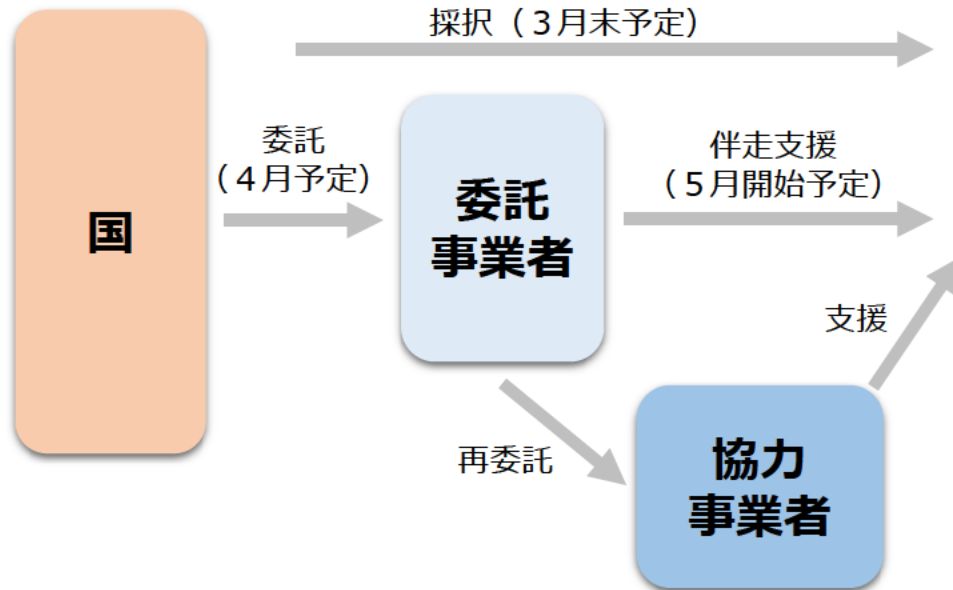 採択（３月末予定）
委託
（４月予定）
国
委託
事業者
伴走支援
（５月開始予定）
支援
再委託
協力
事業者